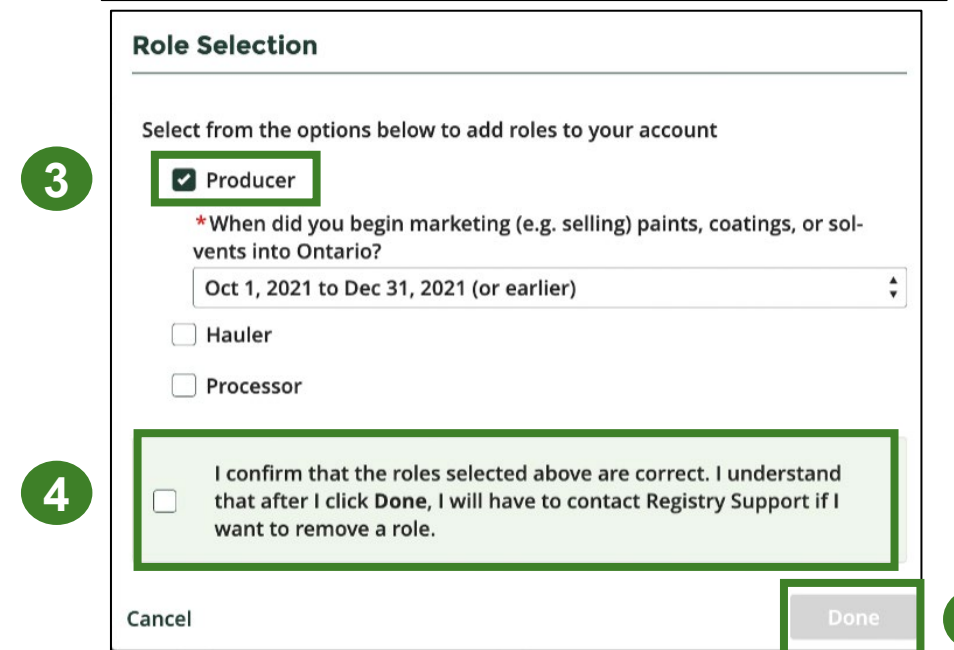 Role Selection
Select from the options below to add roles to your account
3
Producer
*When did you begin marketing (e.g. selling) paints, coatings, or sol-
vents into Ontario?
Oct 1, 2021 to Dec 31, 2021 (or earlier)
Hauler
Processor
4
I confirm that the roles selected above are correct. I understand
that after I click Done, I will have to contact Registry Support if I
want to remove a role.
Cancel
Done